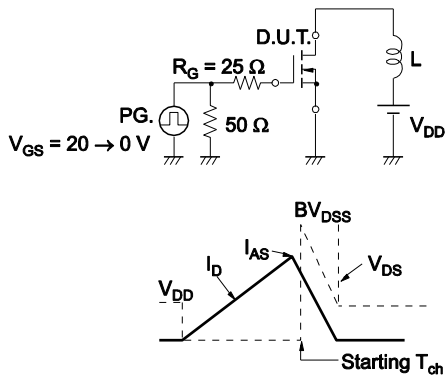 D.U.T.
R_G = 25 Ω
L
PG.
50 Ω
V_DD
V_GS = 20 → 0 V
BV_DSS
I_AS
V_DD
I_D
V_DS
Starting T_ch